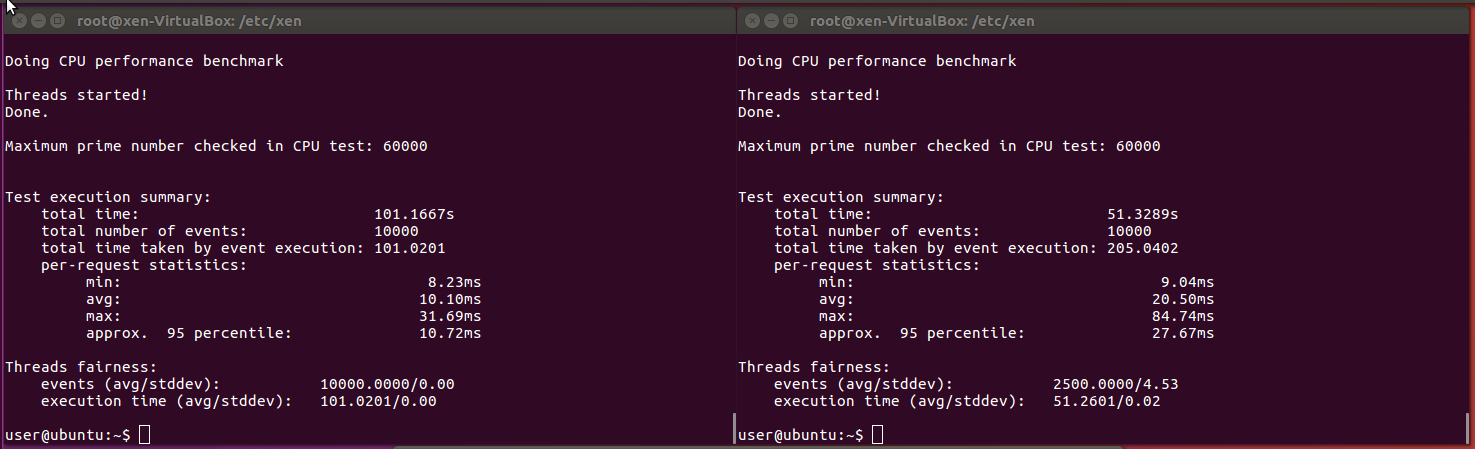 root@xen-VirtualBox: /etc/xen
Doing CPU performance benchmark
Threads started!
Done.
Maximum prime number checked in CPU test: 60000
Test execution summary:
total time: 101.1667s
total number of events: 10000
total time taken by event execution: 101.0201
per-request statistics:
min: 8.23ms
avg: 10.10ms
max: 31.69ms
approx.  95 percentile: 10.72ms
Threads fairness:
events (avg/stddev): 10000.0000/0.00
execution time (avg/stddev): 101.0201/0.00
user@ubuntu:~$
root@xen-VirtualBox: /etc/xen
Doing CPU performance benchmark
Threads started!
Done.
Maximum prime number checked in CPU test: 60000
Test execution summary:
total time: 51.3289s
total number of events: 10000
total time taken by event execution: 205.0402
per-request statistics:
min: 9.04ms
avg: 20.50ms
max: 84.74ms
approx.  95 percentile: 27.67ms
Threads fairness:
events (avg/stddev): 2500.0000/4.53
execution time (avg/stddev): 51.2601/0.02
user@ubuntu:~$